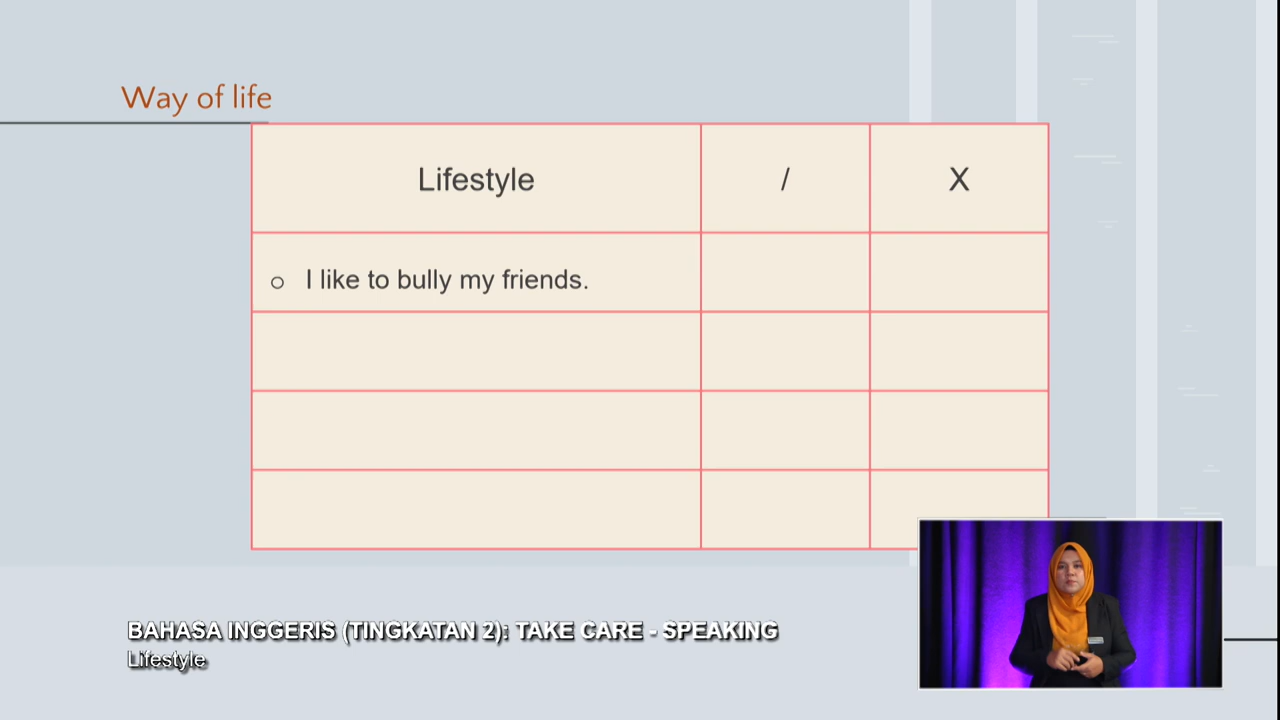 Way of life
Lifestyle / X
o I like to bully my friends.
BAHASA INGGERIS (TINGKATAN 2): TAKE CARE - SPEAKING
Lifestyle